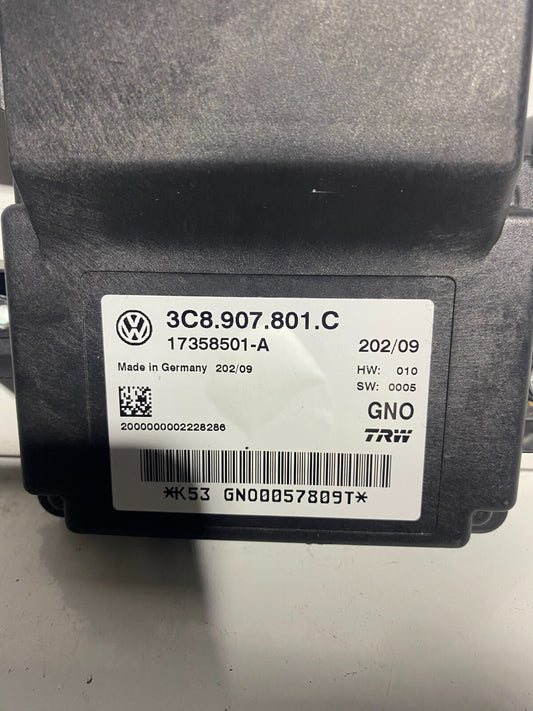 3C8.907.801.C
17358501-A 202/09
Made in Germany 202/09 HW: 010
SW: 0005
GNO
2000000002228286
TRW
*K53 GNO0057809T*